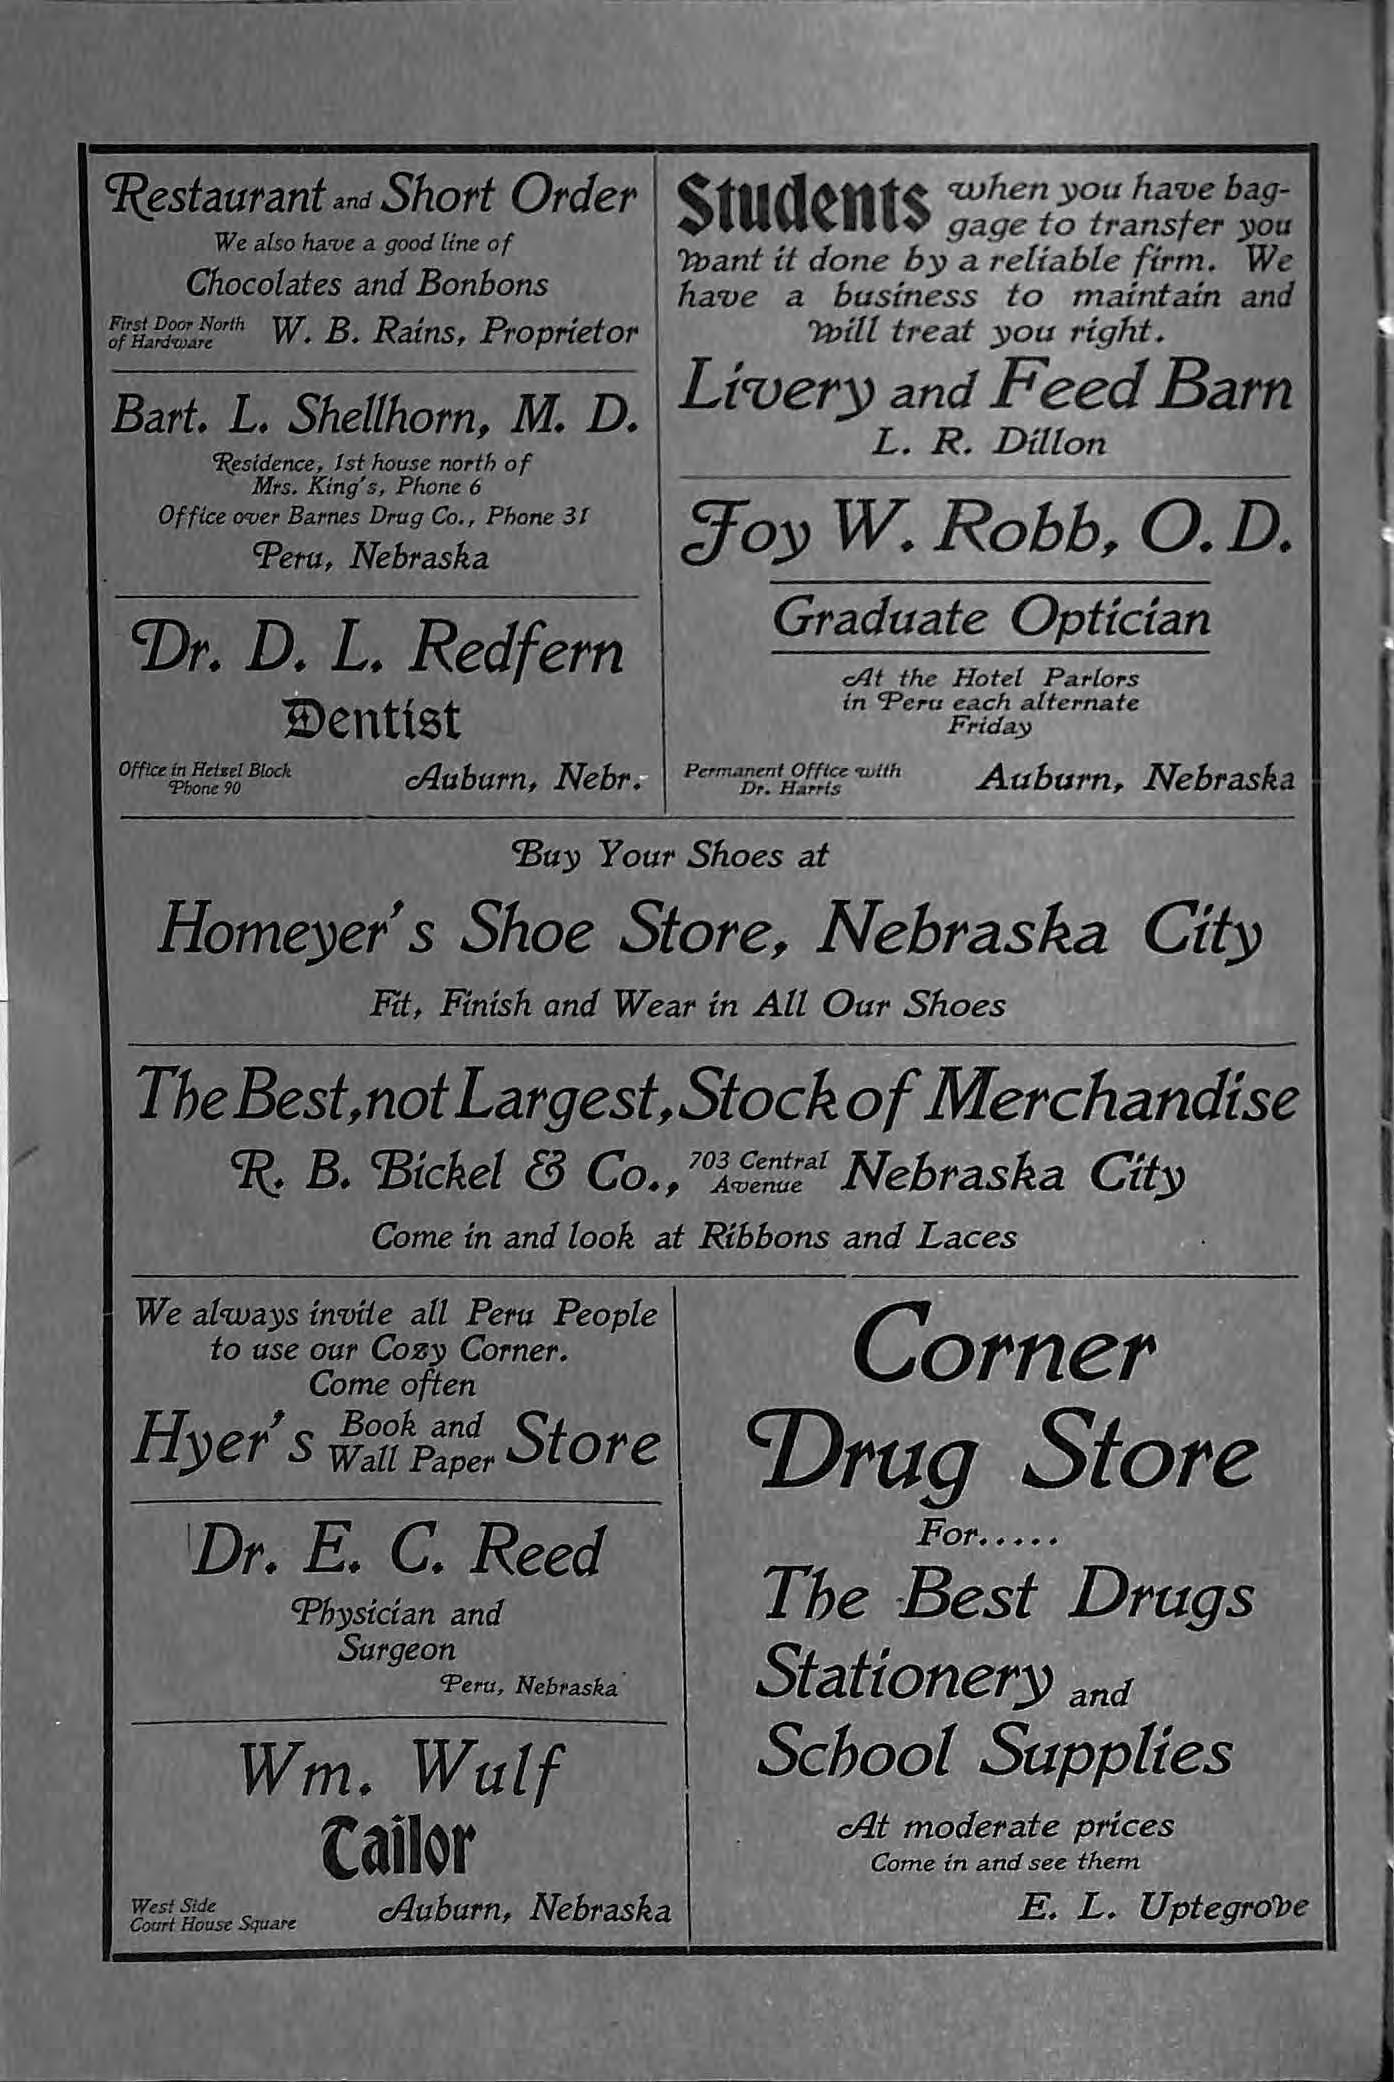 Restaurant and Short Order
We also have a good line of
Chocolates and Bonbons
First Door North
of Hardware
W. B. Rains, Proprietor
Bart. L. Shellhorn, M. D.
Residence, 1st house north of
Mrs. King's, Phone 6
Office over Barnes Drug Co., Phone 31
Peru, Nebraska
Dr. D. L. Redfern
Dentist
Office in Hetzel Block
Phone 90
Auburn, Nebr.
Students when you have bag-
gage to transfer you
want it done by a reliable firm. We
have a business to maintain and
will treat you right.
Livery and Feed Barn
L. R. Dillon
Joy W. Robb, O. D.
Graduate Optician
At the Hotel Parlors
in Peru each alternate
Friday
Permanent Office with
Dr. Harris
Auburn, Nebraska
Buy Your Shoes at
Homeyer's Shoe Store, Nebraska City
Fit, Finish and Wear in All Our Shoes
The Best, not Largest, Stock of Merchandise
R. B. Bickel & Co., 703 Central Avenue Nebraska City
Come in and look at Ribbons and Laces
We always invite all Peru People
to use our Cozy Corner.
Come often
Hyer's Book and Wall Paper Store
Dr. E. C. Reed
Physician and
Surgeon
Peru, Nebraska
Wm. Wulf
Tailor
West Side
Court House Square
Auburn, Nebraska
Corner
Drug Store
For.....
The Best Drugs
Stationery and
School Supplies
At moderate prices
Come in and see them
E. L. Uptegrove